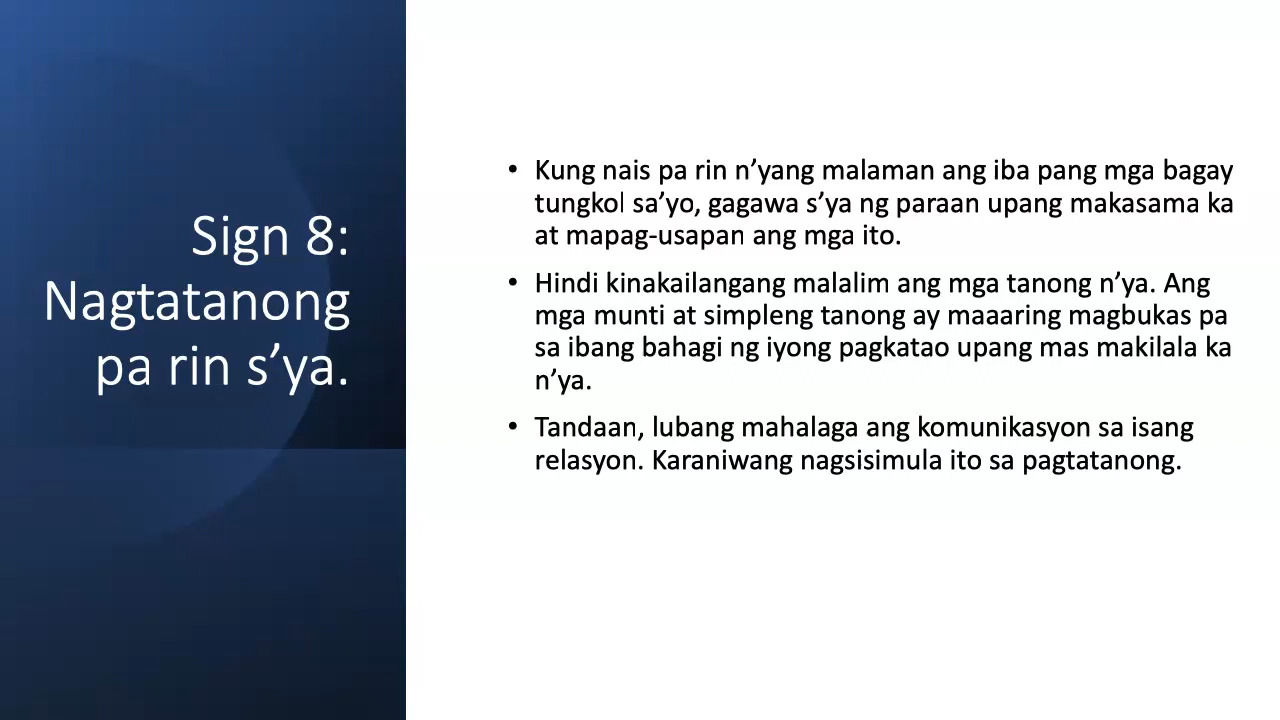 Sign 8:
Nagtatanong
pa rin s’ya.
• Kung nais pa rin n’yang malaman ang iba pang mga bagay
tungkol sa’yo, gagawa s’ya ng paraan upang makasama ka
at mapag-usapan ang mga ito.
• Hindi kinakailangang malalim ang mga tanong n’ya. Ang
mga munti at simpleng tanong ay maaaring magbukas pa
sa ibang bahagi ng iyong pagkatao upang mas makilala ka
n’ya.
• Tandaan, lubang mahalaga ang komunikasyon sa isang
relasyon. Karaniwang nagsisimula ito sa pagtatanong.